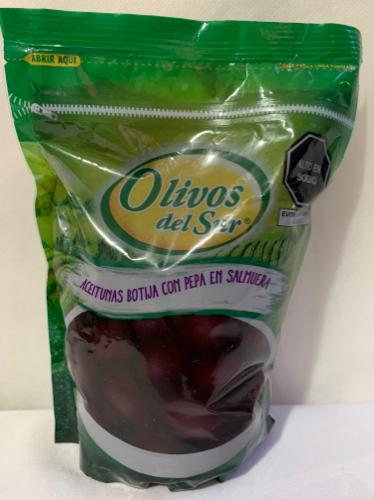 ABRIR AQUÍ
ALTO EN
SODIO
Olivos
del Sur®
ACEITUNAS BOTIJA CON PEPA EN SALMUERA